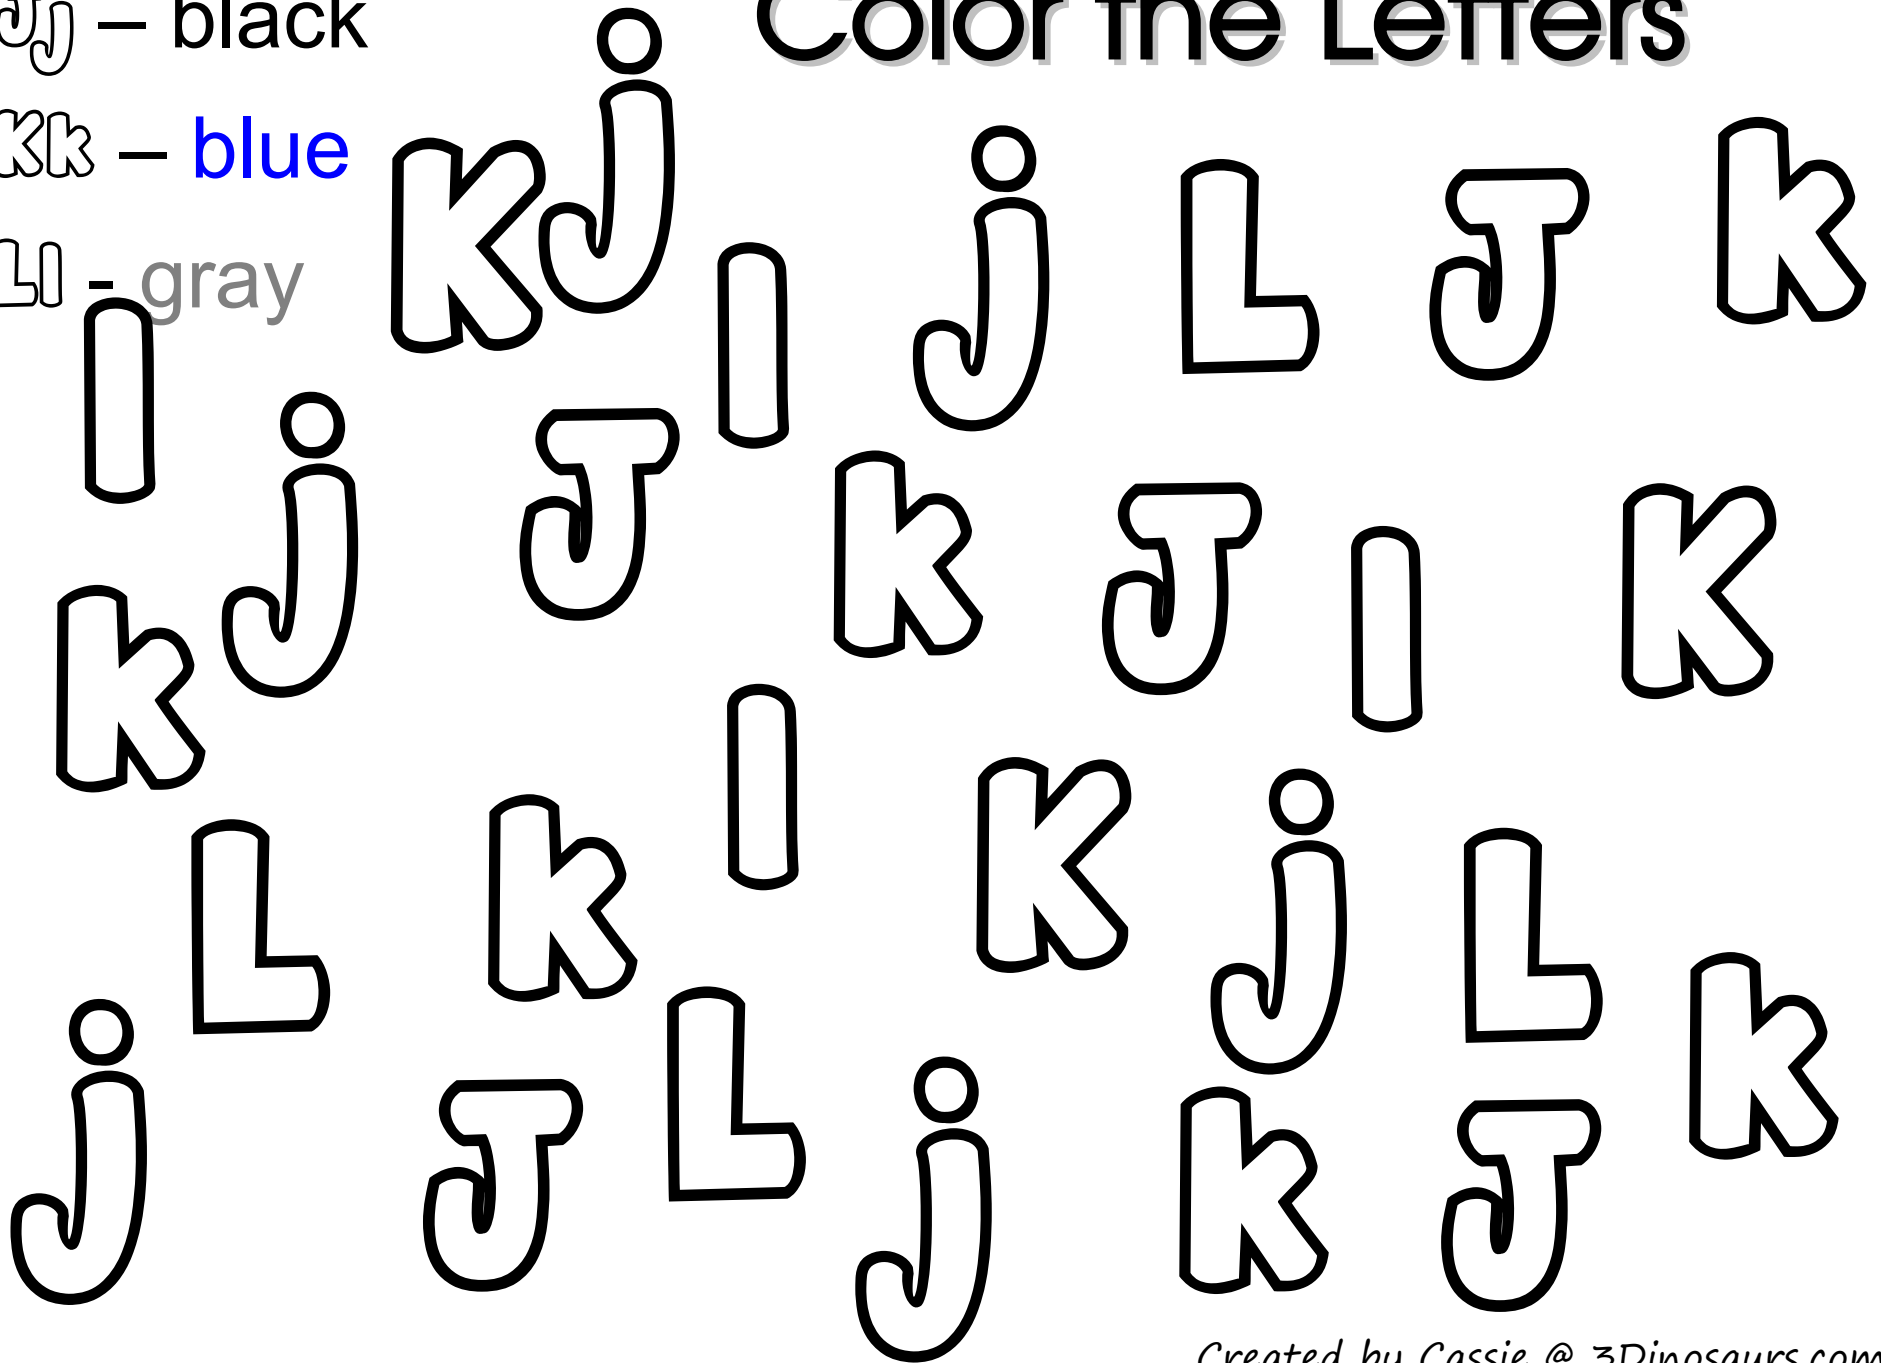 Color the Letters
Jj – black
Kk – blue
Ll - gray
K j
l j L J k
l j J k J l K
k l K j L
L k k
j J L j k J
Created by Cassie @ 3Dinosaurs.com